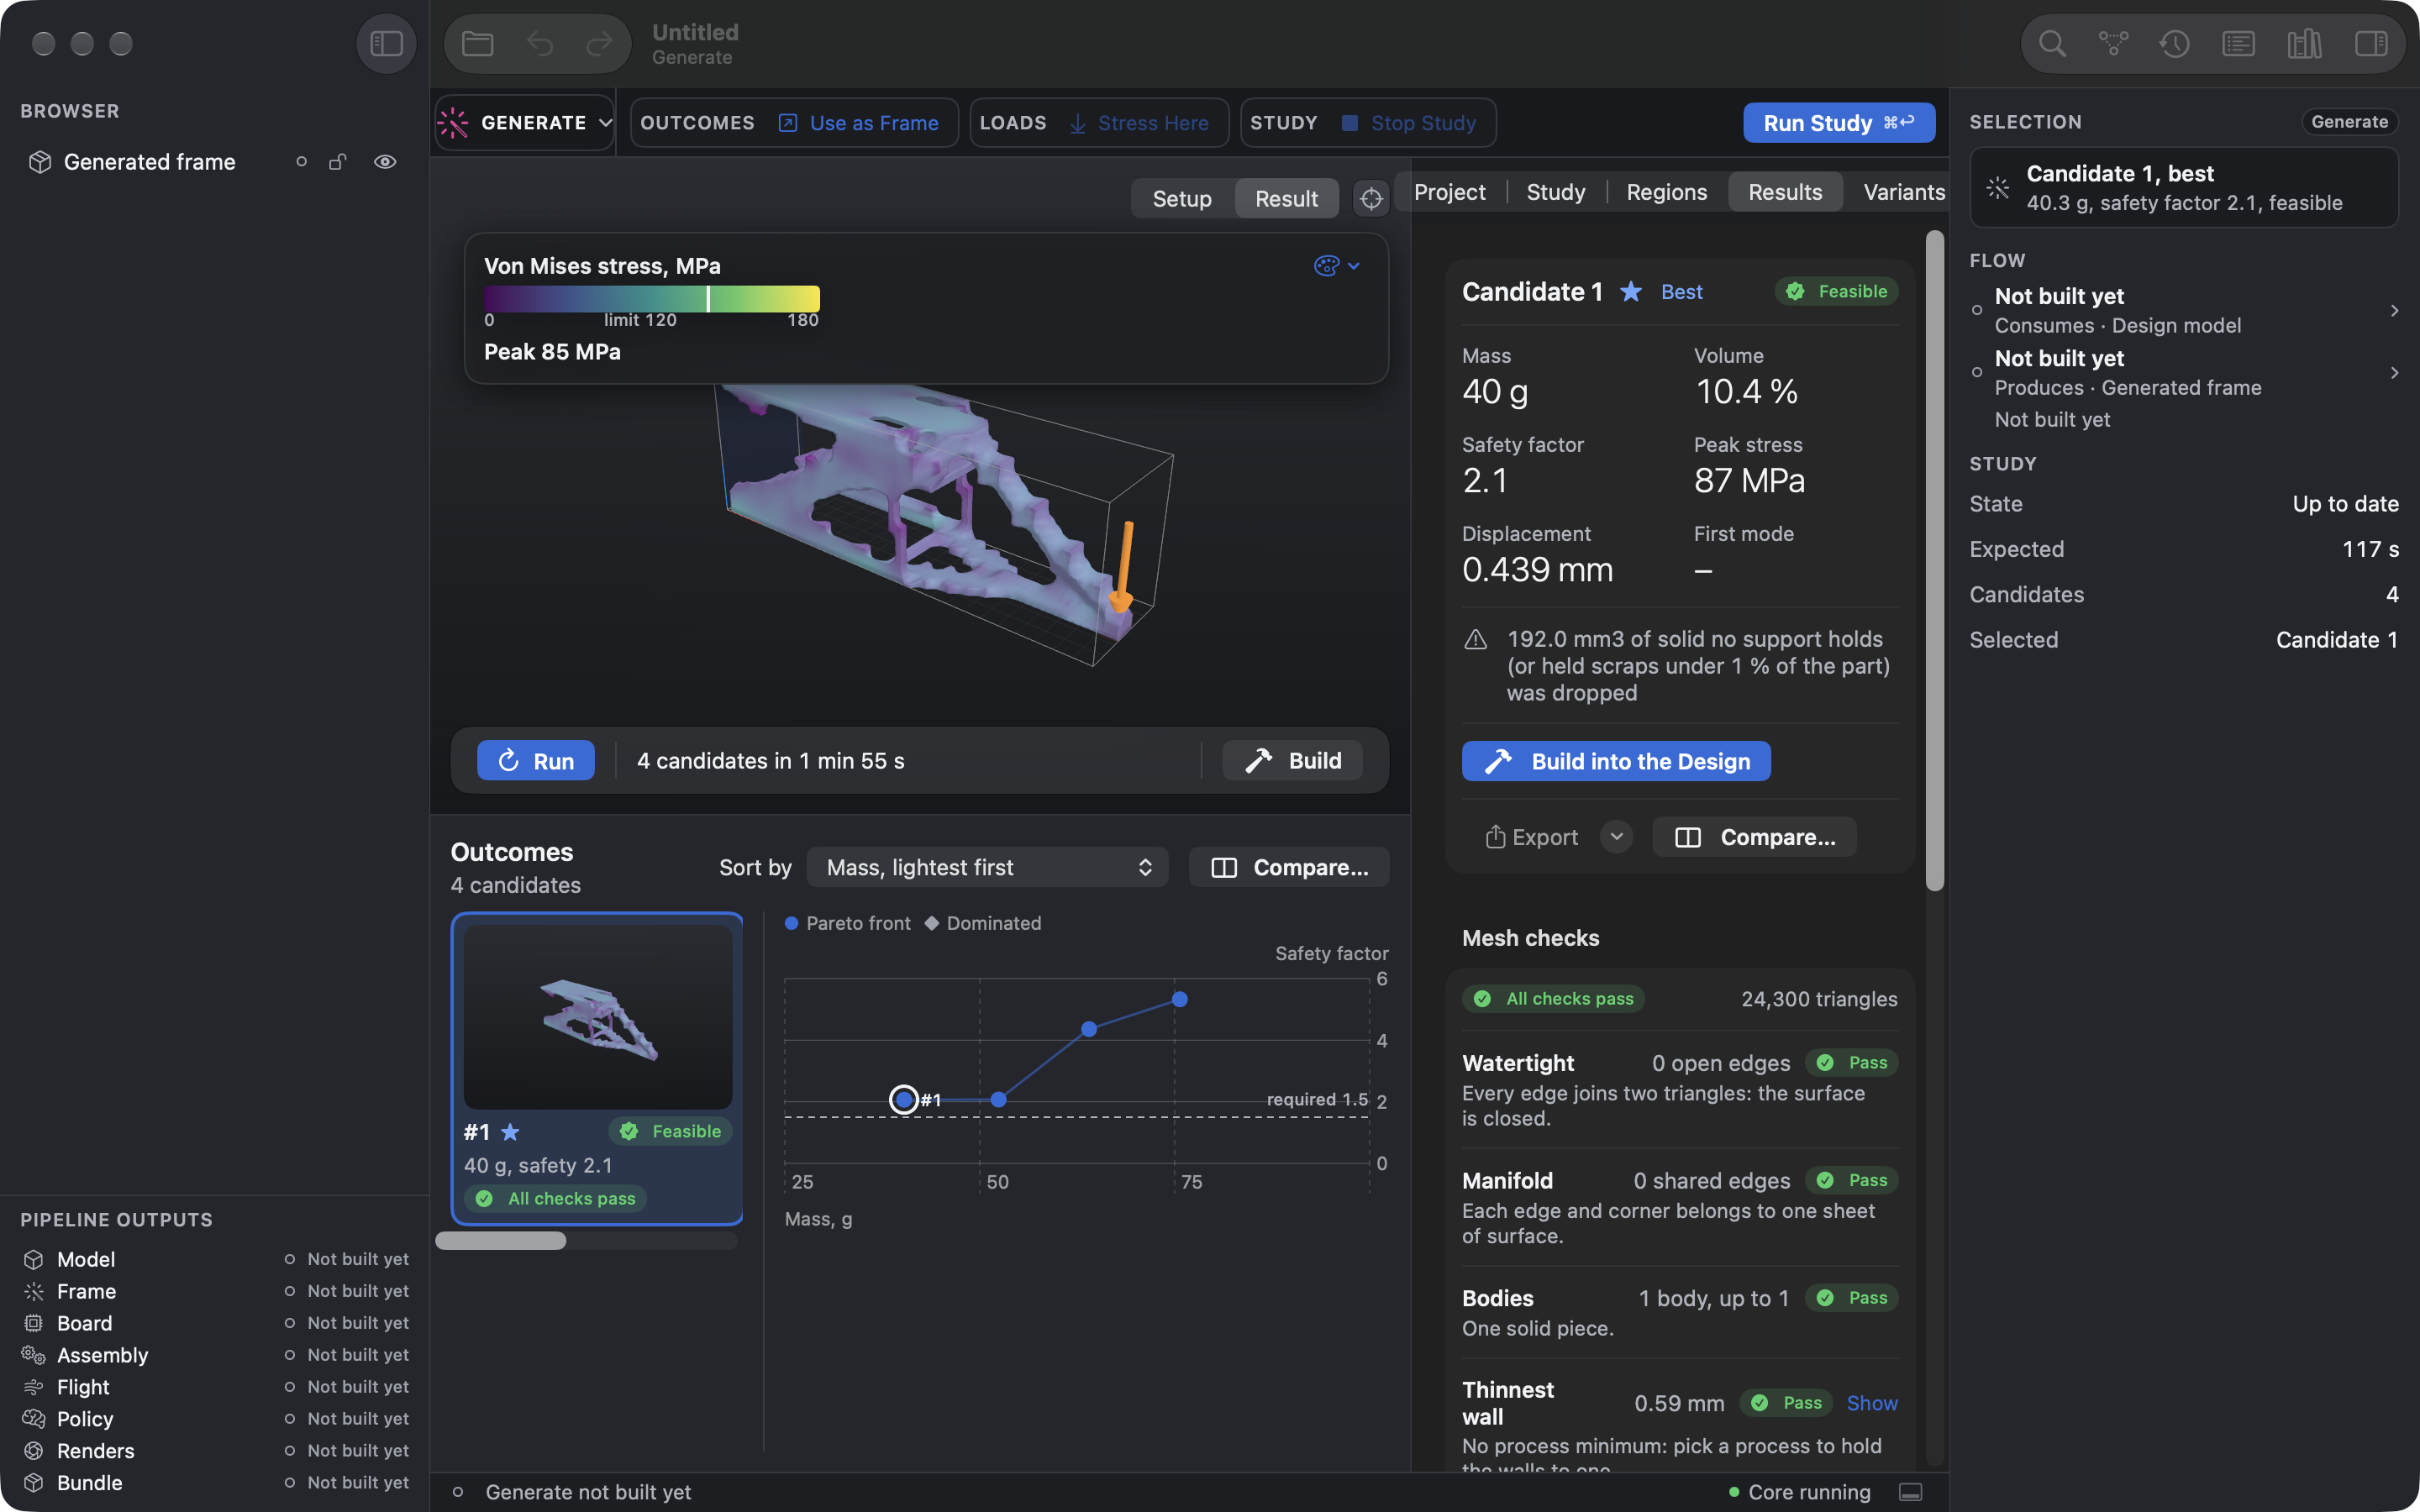 Untitled
Generate
BROWSER
Generated frame
GENERATE
OUTCOMES
Use as Frame
LOADS
Stress Here
STUDY
Stop Study
Run Study ⌘↩
Setup
Result
Project
Study
Regions
Results
Variants
Von Mises stress, MPa
0
limit 120
180
Peak 85 MPa
Run
4 candidates in 1 min 55 s
Build
Outcomes
4 candidates
Sort by
Mass, lightest first
Compare...
#1
Feasible
40 g, safety 2.1
All checks pass
Pareto front
Dominated
Safety factor
6
4
#1
required 1.5
2
0
25
50
75
Mass, g
Candidate 1
Best
Feasible
Mass
Volume
40 g
10.4 %
Safety factor
Peak stress
2.1
87 MPa
Displacement
First mode
0.439 mm
–
192.0 mm3 of solid no support holds
(or held scraps under 1 % of the part)
was dropped
Build into the Design
Export
Compare...
Mesh checks
All checks pass
24,300 triangles
Watertight
0 open edges
Pass
Every edge joins two triangles: the surface
is closed.
Manifold
0 shared edges
Pass
Each edge and corner belongs to one sheet
of surface.
Bodies
1 body, up to 1
Pass
One solid piece.
Thinnest
wall
0.59 mm
Pass
Show
No process minimum: pick a process to hold
the walls to one
SELECTION
Generate
Candidate 1, best
40.3 g, safety factor 2.1, feasible
FLOW
Not built yet
Consumes · Design model
Not built yet
Produces · Generated frame
Not built yet
STUDY
State
Up to date
Expected
117 s
Candidates
4
Selected
Candidate 1
PIPELINE OUTPUTS
Model
Not built yet
Frame
Not built yet
Board
Not built yet
Assembly
Not built yet
Flight
Not built yet
Policy
Not built yet
Renders
Not built yet
Bundle
Not built yet
Generate not built yet
Core running